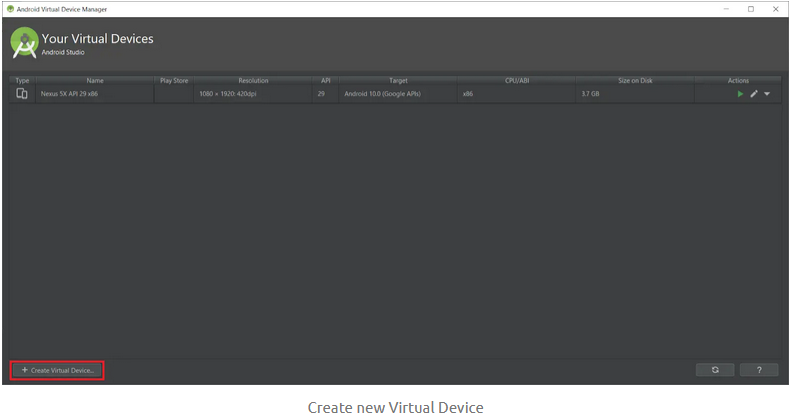 Android Virtual Device Manager
Your Virtual Devices
Android Studio
Type Name Play Store Resolution API Target CPU/ABI Size on Disk Actions
Nexus 5X API 29 x86 1080 × 1920: 420dpi 29 Android 10.0 (Google APIs) x86 3.7 GB
+ Create Virtual Device... ?
Create new Virtual Device